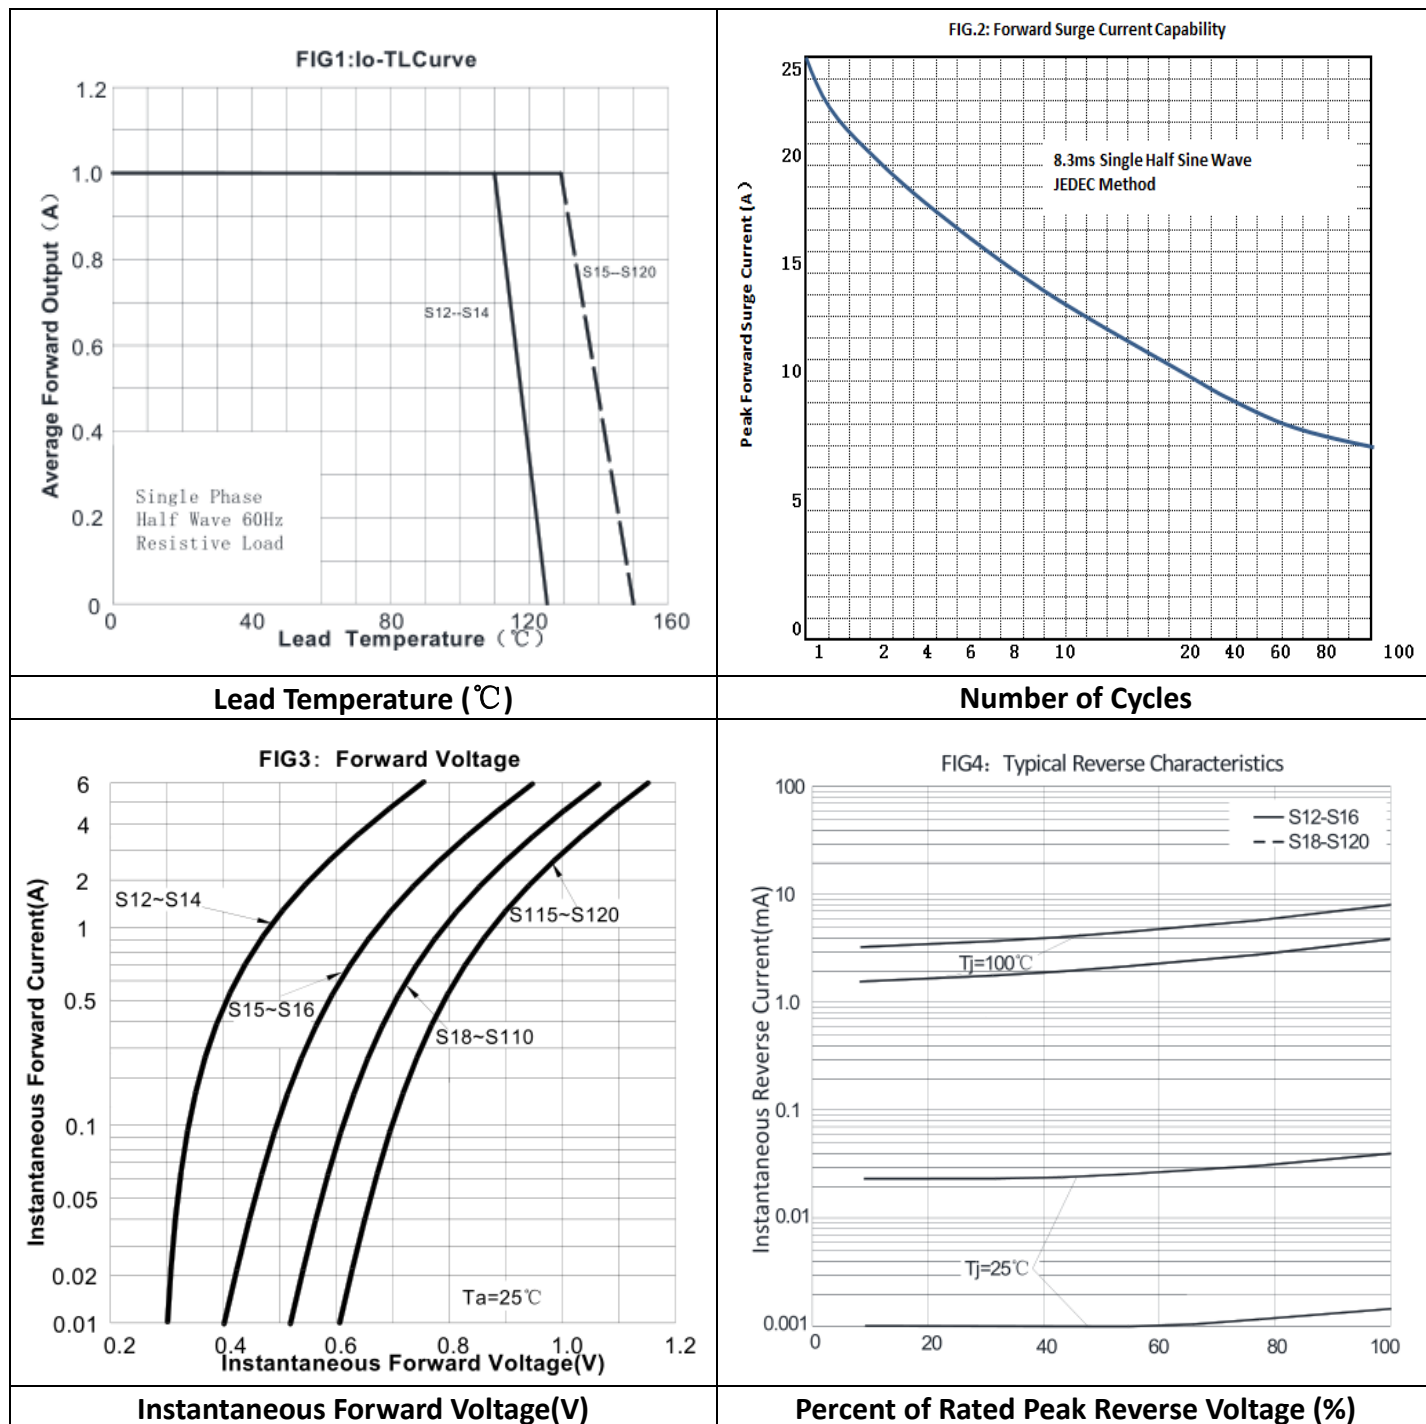 FIG1:Io-TLCurve
1.2
1.0
0.8
0.6
0.4
0.2
0
Average Forward Output (A)
S15--S120
S12--S14
Single Phase
Half Wave 60Hz
Resistive Load
0 40 80 120 160
Lead Temperature (℃)
Lead Temperature (℃)
FIG.2: Forward Surge Current Capability
25
20
15
10
5
0
Peak Forward Surge Current (A)
8.3ms Single Half Sine Wave
JEDEC Method
1 2 4 6 8 10 20 40 60 80 100
Number of Cycles
FIG3: Forward Voltage
6
4
2
1
0.5
0.1
0.05
0.02
0.01
Instantaneous Forward Current(A)
S12~S14
S115~S120
S15~S16
S18~S110
Ta=25℃
0.2 0.4 0.6 0.8 1.0 1.2
Instantaneous Forward Voltage(V)
Instantaneous Forward Voltage(V)
FIG4: Typical Reverse Characteristics
100
10
1.0
0.1
0.01
0.001
Instantaneous Reverse Current(mA)
S12-S16
S18-S120
Tj=100℃
Tj=25℃
0 20 40 60 80 100
Percent of Rated Peak Reverse Voltage (%)